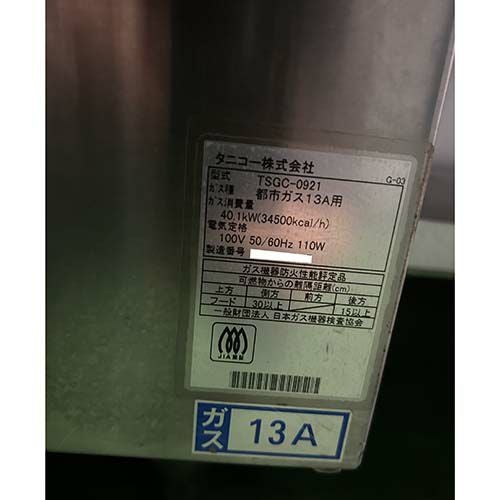 タニコー株式会社
G-03
型式 TSGC-0921
ガス種 都市ガス13A用
ガス消費量
40.1kW(34500kcal/h)
電気定格
100V 50/60Hz 110W
製造番号
ガス機器防火性能評定品
可燃物からの離隔距離(cm)
上方 側方 前方 後方
フード 30以上 15以上
一般財団法人 日本ガス機器検査協会
JIA
ガス 13A